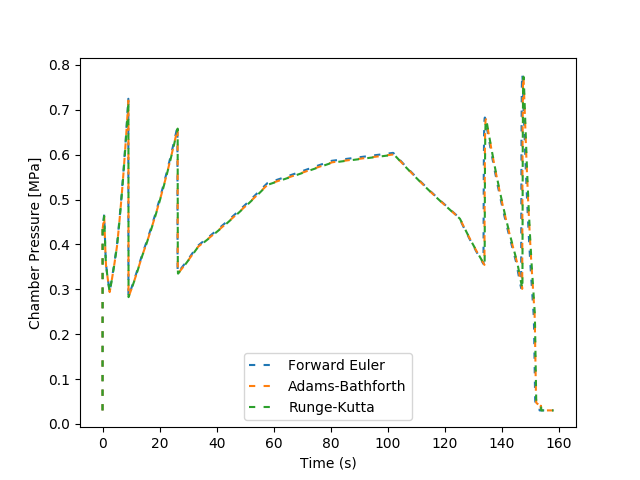 0.8
0.7
0.6
0.5
0.4
0.3
0.2
0.1
0.0
Chamber Pressure [MPa]
Forward Euler
Adams-Bathforth
Runge-Kutta
0 20 40 60 80 100 120 140 160
Time (s)